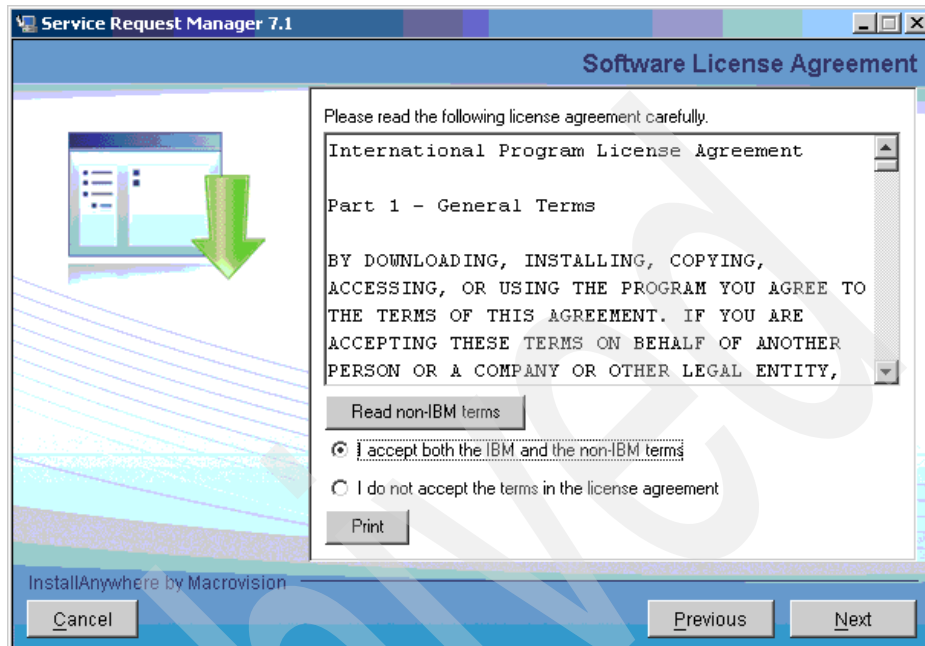 Service Request Manager 7.1
Software License Agreement
Please read the following license agreement carefully.
International Program License Agreement
Part 1 - General Terms
BY DOWNLOADING, INSTALLING, COPYING,
ACCESSING, OR USING THE PROGRAM YOU AGREE TO
THE TERMS OF THIS AGREEMENT. IF YOU ARE
ACCEPTING THESE TERMS ON BEHALF OF ANOTHER
PERSON OR A COMPANY OR OTHER LEGAL ENTITY,
Read non-IBM terms
I accept both the IBM and the non-IBM terms
I do not accept the terms in the license agreement
Print
InstallAnywhere by Macrovision
Cancel
Previous
Next